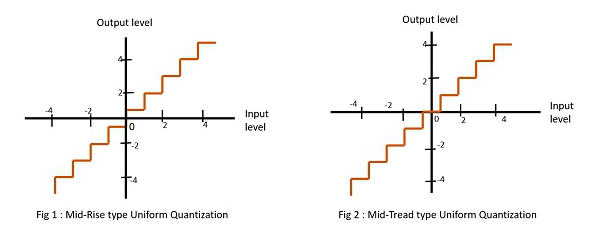 Output level
4
2
-4
-2
0
2
4
Input
level
-2
-4
Fig 1 : Mid-Rise type Uniform Quantization
Output level
4
2
-4
-2
0
2
4
Input
level
-2
-4
Fig 2 : Mid-Tread type Uniform Quantization